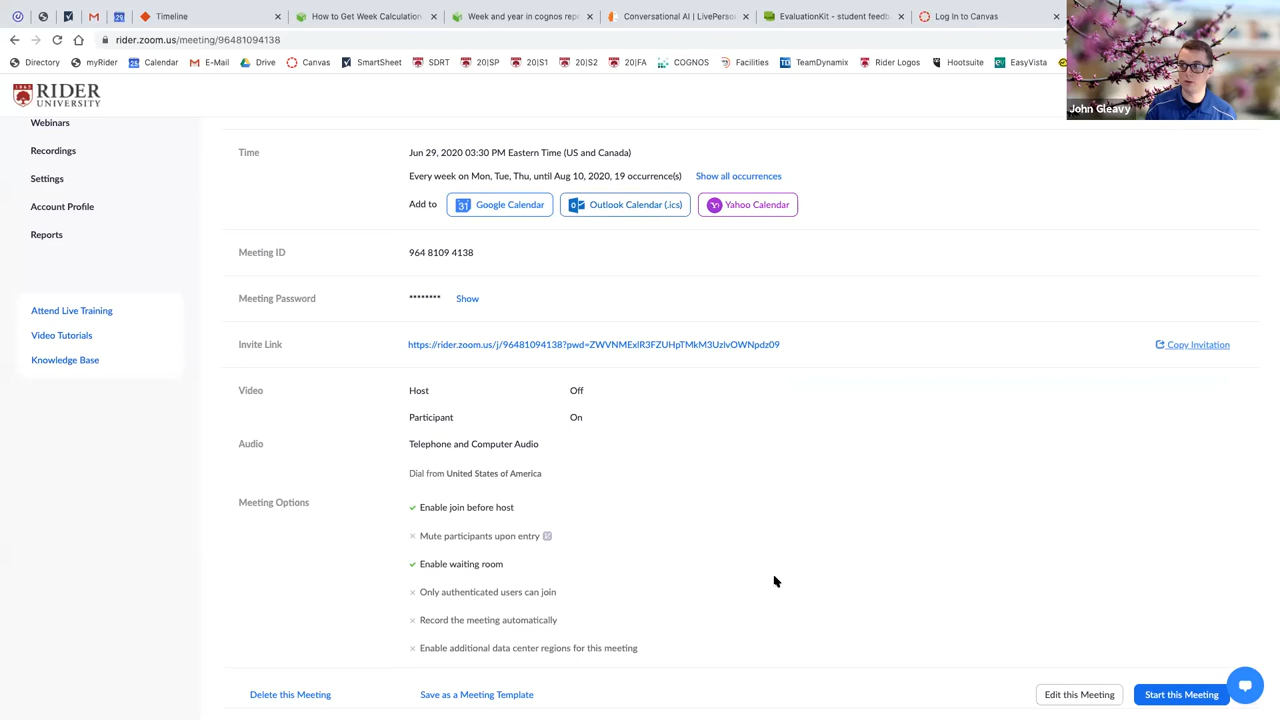 Timeline
How to Get Week Calculation
Week and year in cognos rep
Conversational AI | LivePerso
EvaluationKit - student feedb
Log In to Canvas
rider.zoom.us/meeting/96481094138
Directory
myRider
Calendar
E-Mail
Drive
Canvas
SmartSheet
SDRT
20|SP
20|S1
20|S2
20|FA
COGNOS
Facilities
TeamDynamix
Rider Logos
Hootsuite
EasyVista
John Gleavy
RIDER
UNIVERSITY
Webinars
Recordings
Settings
Account Profile
Reports
Attend Live Training
Video Tutorials
Knowledge Base
Time
Jun 29, 2020 03:30 PM Eastern Time (US and Canada)
Every week on Mon, Tue, Thu, until Aug 10, 2020, 19 occurrence(s) Show all occurrences
Add to Google Calendar Outlook Calendar (.ics) Yahoo Calendar
Meeting ID 964 8109 4138
Meeting Password ******** Show
Invite Link https://rider.zoom.us/j/96481094138?pwd=ZWVNMExlR3FZUHpTMkM3UzlvOWNpdz09 Copy Invitation
Video Host Off
Participant On
Audio Telephone and Computer Audio
Dial from United States of America
Meeting Options
Enable join before host
Mute participants upon entry
Enable waiting room
Only authenticated users can join
Record the meeting automatically
Enable additional data center regions for this meeting
Delete this Meeting Save as a Meeting Template Edit this Meeting Start this Meeting